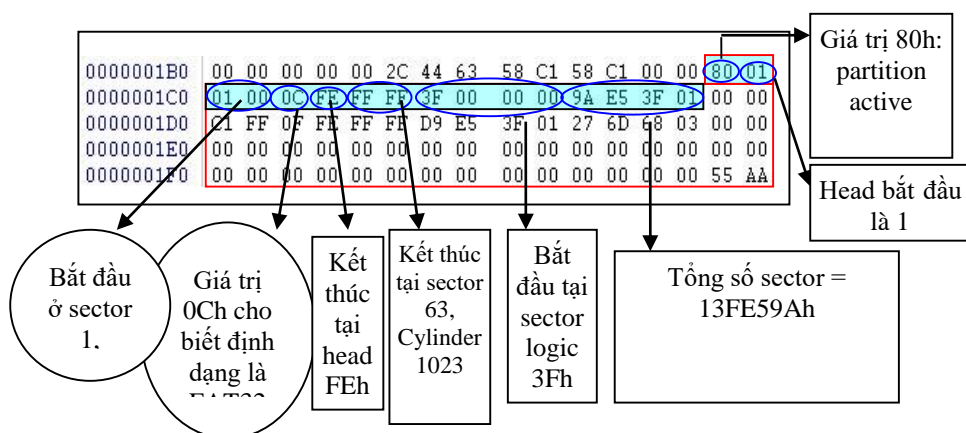 Giá trị 80h:
partition
active
0000001B0 00 00 00 00 00 2C 44 63 58 C1 58 C1 00 00 80 01
0000001C0 01 00 0C FE FF FF 3F 00 00 00 9A E5 3F 01 00 00
0000001D0 C1 FF 0F FE FF FF D9 E5 3F 01 27 6D 68 03 00 00
0000001E0 00 00 00 00 00 00 00 00 00 00 00 00 00 00 00 00
0000001F0 00 00 00 00 00 00 00 00 00 00 00 00 00 00 55 AA
Head bắt đầu
là 1
Bắt đầu
ở sector
1,
Giá trị
0Ch cho
biết định
dạng là
FAT32
Kết
thúc
tại
head
FEh
Kết thúc
tại sector
63,
Cylinder
1023
Bắt
đầu tại
sector
logic
3Fh
Tổng số sector =
13FE59Ah